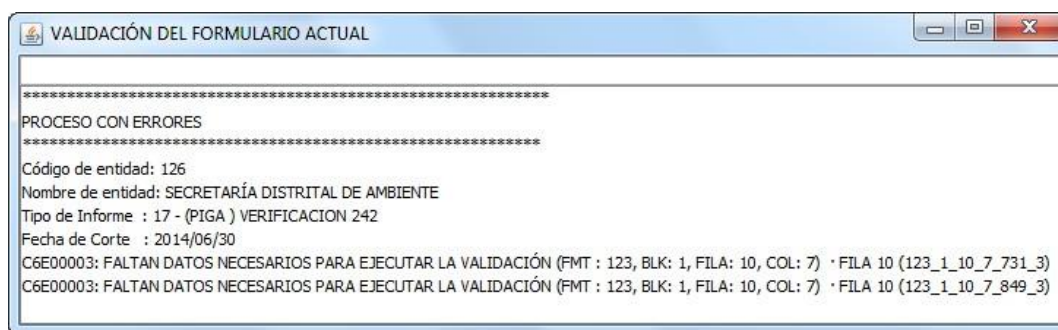 VALIDACIÓN DEL FORMULARIO ACTUAL
************************************************************
PROCESO CON ERRORES
***********************************************************
Código de entidad: 126
Nombre de entidad: SECRETARÍA DISTRITAL DE AMBIENTE
Tipo de Informe : 17 - (PIGA ) VERIFICACION 242
Fecha de Corte : 2014/06/30
C6E00003: FALTAN DATOS NECESARIOS PARA EJECUTAR LA VALIDACIÓN (FMT : 123, BLK: 1, FILA: 10, COL: 7) · FILA 10 (123_1_10_7_731_3)
C6E00003: FALTAN DATOS NECESARIOS PARA EJECUTAR LA VALIDACIÓN (FMT : 123, BLK: 1, FILA: 10, COL: 7) · FILA 10 (123_1_10_7_849_3)